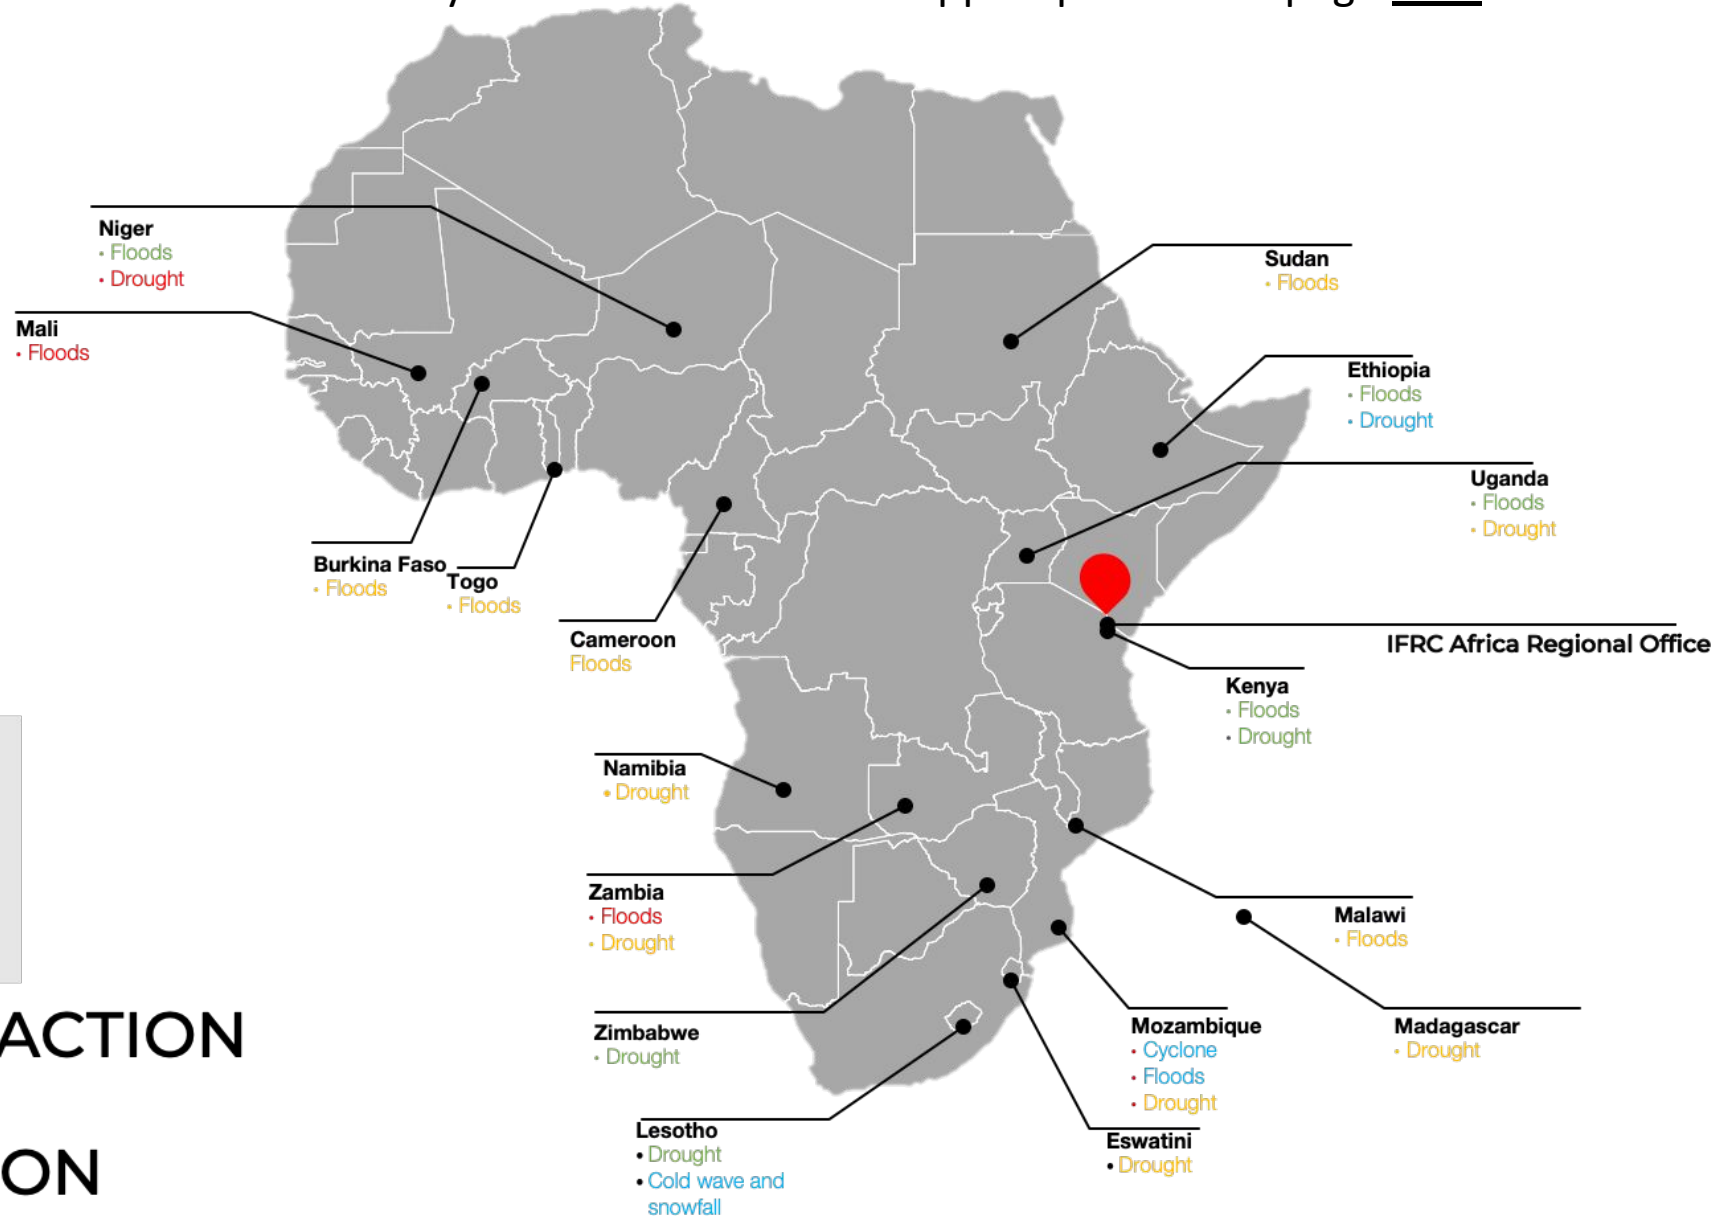 Niger
• Floods
• Drought
Mali
• Floods
Sudan
• Floods
Ethiopia
• Floods
• Drought
Uganda
• Floods
• Drought
Burkina Faso
• Floods
Togo
• Floods
Cameroon
Floods
IFRC Africa Regional Office
Kenya
• Floods
• Drought
Namibia
• Drought
Zambia
• Floods
• Drought
Malawi
• Floods
Zimbabwe
• Drought
Mozambique
• Cyclone
• Floods
• Drought
Madagascar
• Drought
Lesotho
• Drought
• Cold wave and
snowfall
Eswatini
• Drought
ACTION
ON